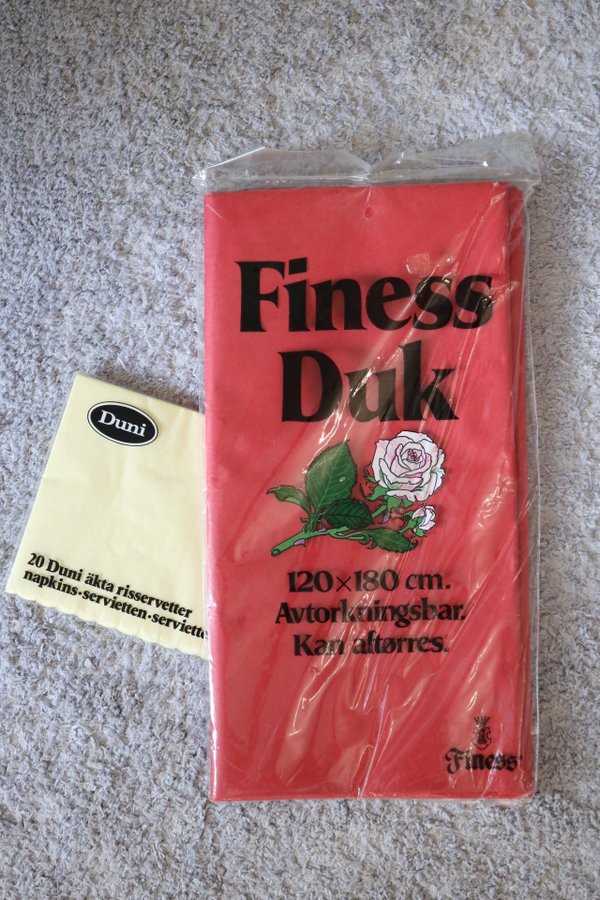 Finess
Duk
120×180 cm.
Avtorkningsbar.
Kan aftørres.
Finess
Duni
20 Duni äkta risservetter
napkins·servietten·serviette